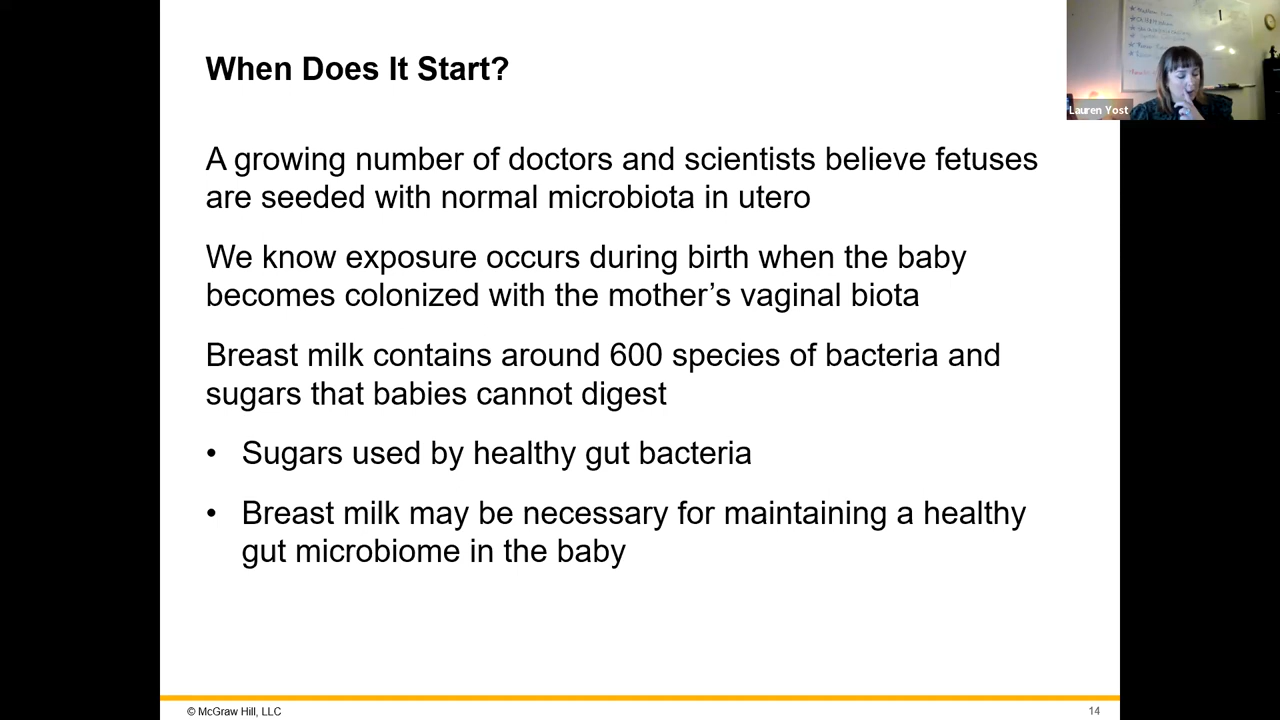 When Does It Start?
Lauren Yost
A growing number of doctors and scientists believe fetuses
are seeded with normal microbiota in utero
We know exposure occurs during birth when the baby
becomes colonized with the mother’s vaginal biota
Breast milk contains around 600 species of bacteria and
sugars that babies cannot digest
• Sugars used by healthy gut bacteria
• Breast milk may be necessary for maintaining a healthy
gut microbiome in the baby
© McGraw Hill, LLC
14